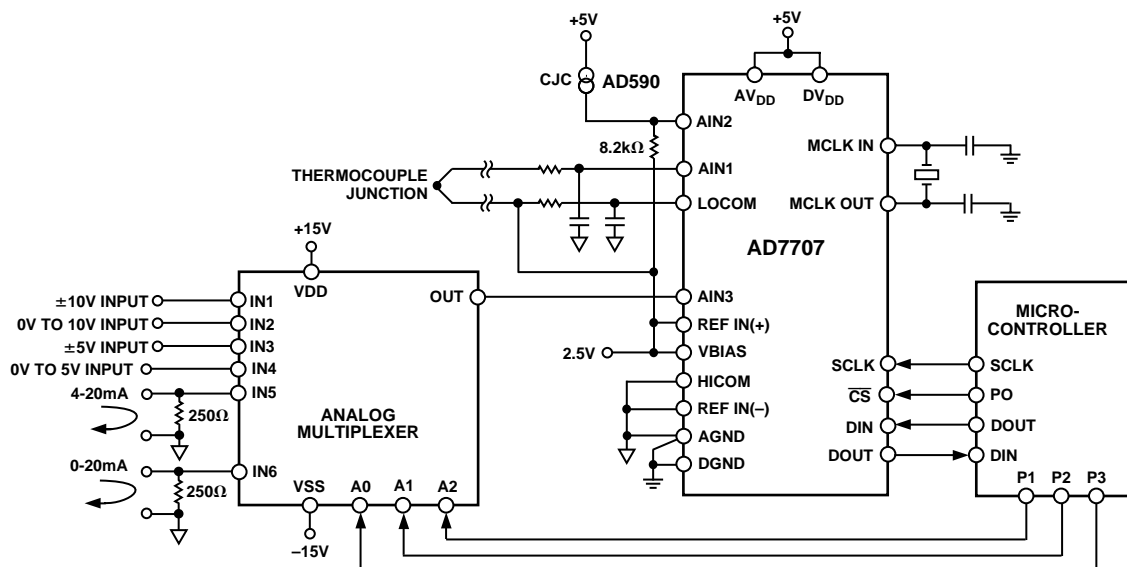 +5V
+5V
CJC
AD590
AVDD
DVDD
AIN2
8.2kΩ
MCLK IN
THERMOCOUPLE
JUNCTION
AIN1
LOCOM
MCLK OUT
AD7707
+15V
VDD
OUT
AIN3
±10V INPUT
IN1
0V TO 10V INPUT
IN2
±5V INPUT
IN3
0V TO 5V INPUT
IN4
4-20mA
IN5
250Ω
ANALOG
MULTIPLEXER
0-20mA
IN6
250Ω
VSS
A0
A1
A2
–15V
REF IN(+)
2.5V
VBIAS
HICOM
REF IN(–)
AGND
DGND
SCLK
CS
DIN
DOUT
MICRO-
CONTROLLER
SCLK
PO
DOUT
DIN
P1
P2
P3